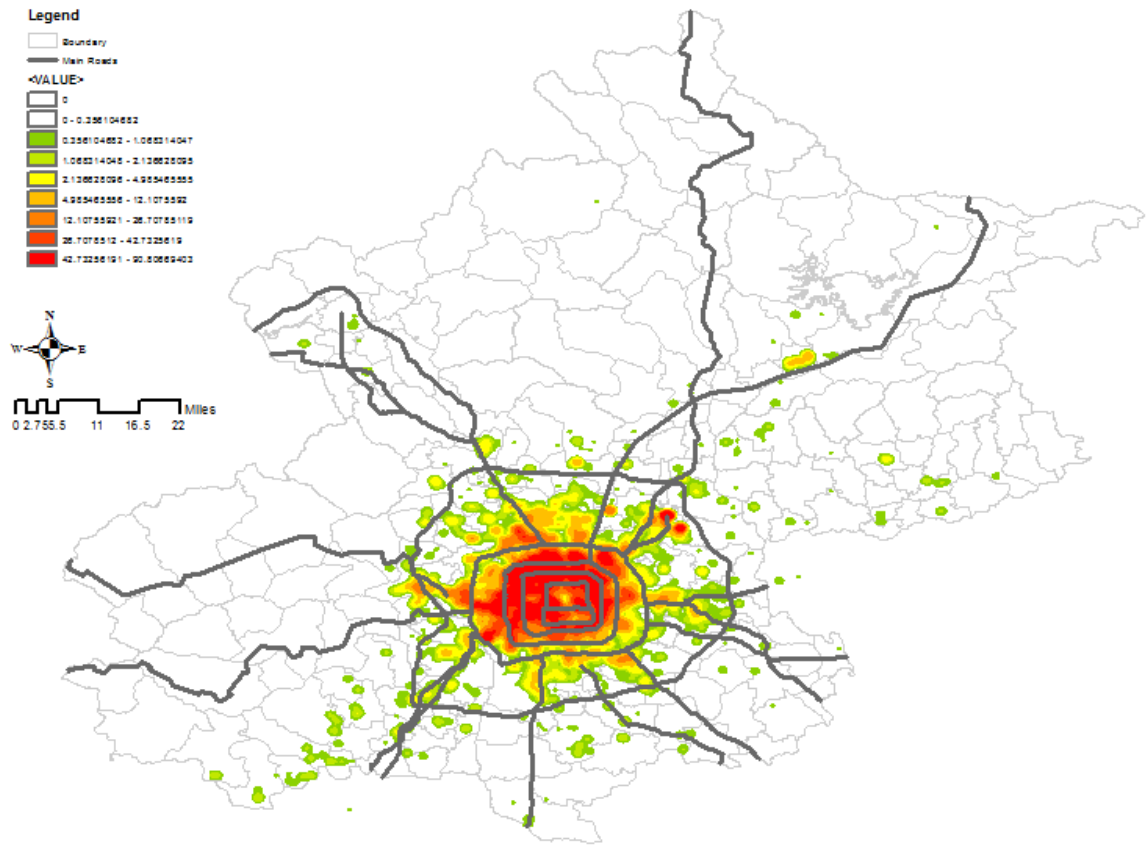 Legend
Boundary
Main Roads
<VALUE>
0
0 - 0.356104682
0.356104682 - 1.068314047
1.068314048 - 2.136628095
2.136628096 - 4.985465555
4.985465556 - 12.1075592
12.10755921 - 26.70785119
26.7078512 - 42.7325619
42.73256191 - 90.80669403
N
W E
S
Miles
0 2.755.5 11 16.5 22